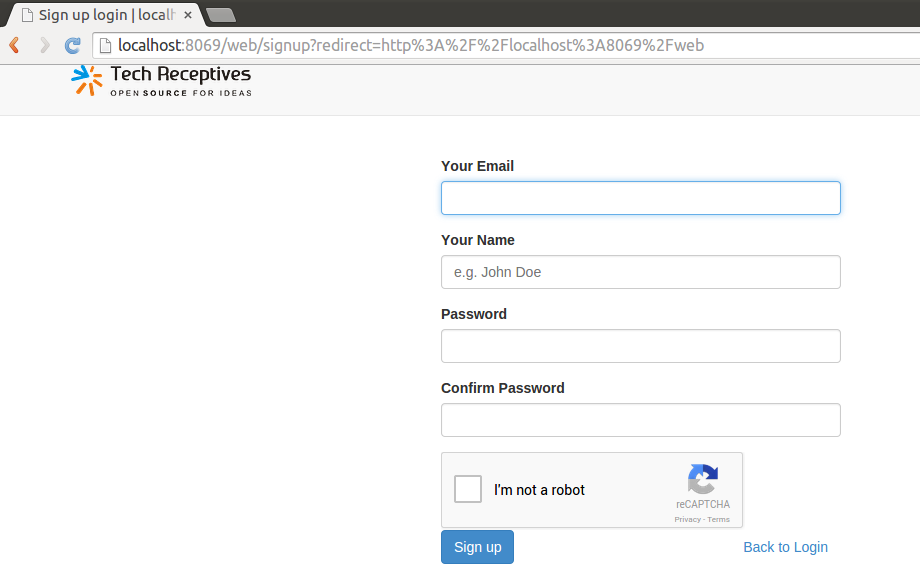 Sign up login | localh
localhost:8069/web/signup?redirect=http%3A%2F%2Flocalhost%3A8069%2Fweb
Tech Receptives
OPEN SOURCE FOR IDEAS
Your Email
Your Name
e.g. John Doe
Password
Confirm Password
I'm not a robot
reCAPTCHA
Privacy - Terms
Sign up
Back to Login